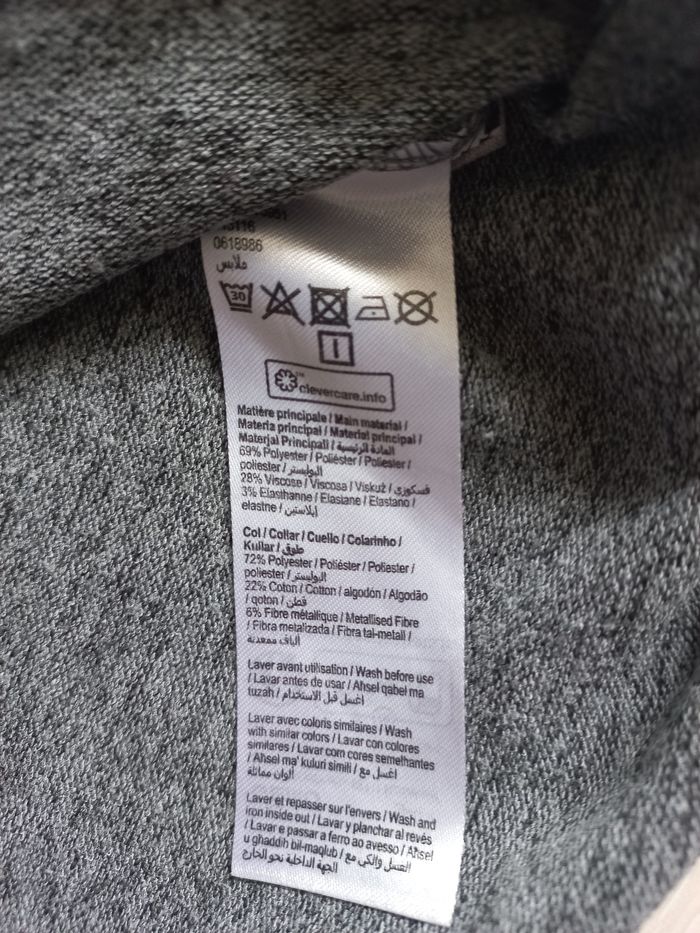 0618986
ملابس
30
I
clevercare.info
Matière principale / Main material /
Materia principal / Material principal /
Materjal Prinċipali / المادة الرئيسية
69% Polyester / Poliéster / Poliester /
poliester / البوليستر
28% Viscose / Viscosa / Viskuż / فسكوزي
3% Elasthanne / Elastane / Elastano /
elastne / إيلاستين
Col / Collar / Cuello / Colarinho /
Kullar / طوق
72% Polyester / Poliéster / Poliester /
poliester / البوليستر
22% Coton / Cotton / algodón / Algodão
/ qoton / قطن
6% Fibre métallique / Metallised Fibre
/ Fibra metalizada / Fibra tal-metall /
ألياف ممعدنة
Laver avant utilisation / Wash before use
/ Lavar antes de usar / Aħsel qabel ma
tuzah / اغسل قبل الاستخدام
Laver avec coloris similaires / Wash
with similar colors / Lavar con colores
similares / Lavar com cores semelhantes
/ Aħsel ma' kuluri simili / اغسل مع
ألوان مماثلة
Laver et repasser sur l'envers / Wash and
iron inside out / Lavar y planchar al revés
/ Lavar e passar a ferro ao avesso / Aħsel
u għaddih bil-maqlub / الغسل والكي مع
الجهة الداخلية نحو الخارج